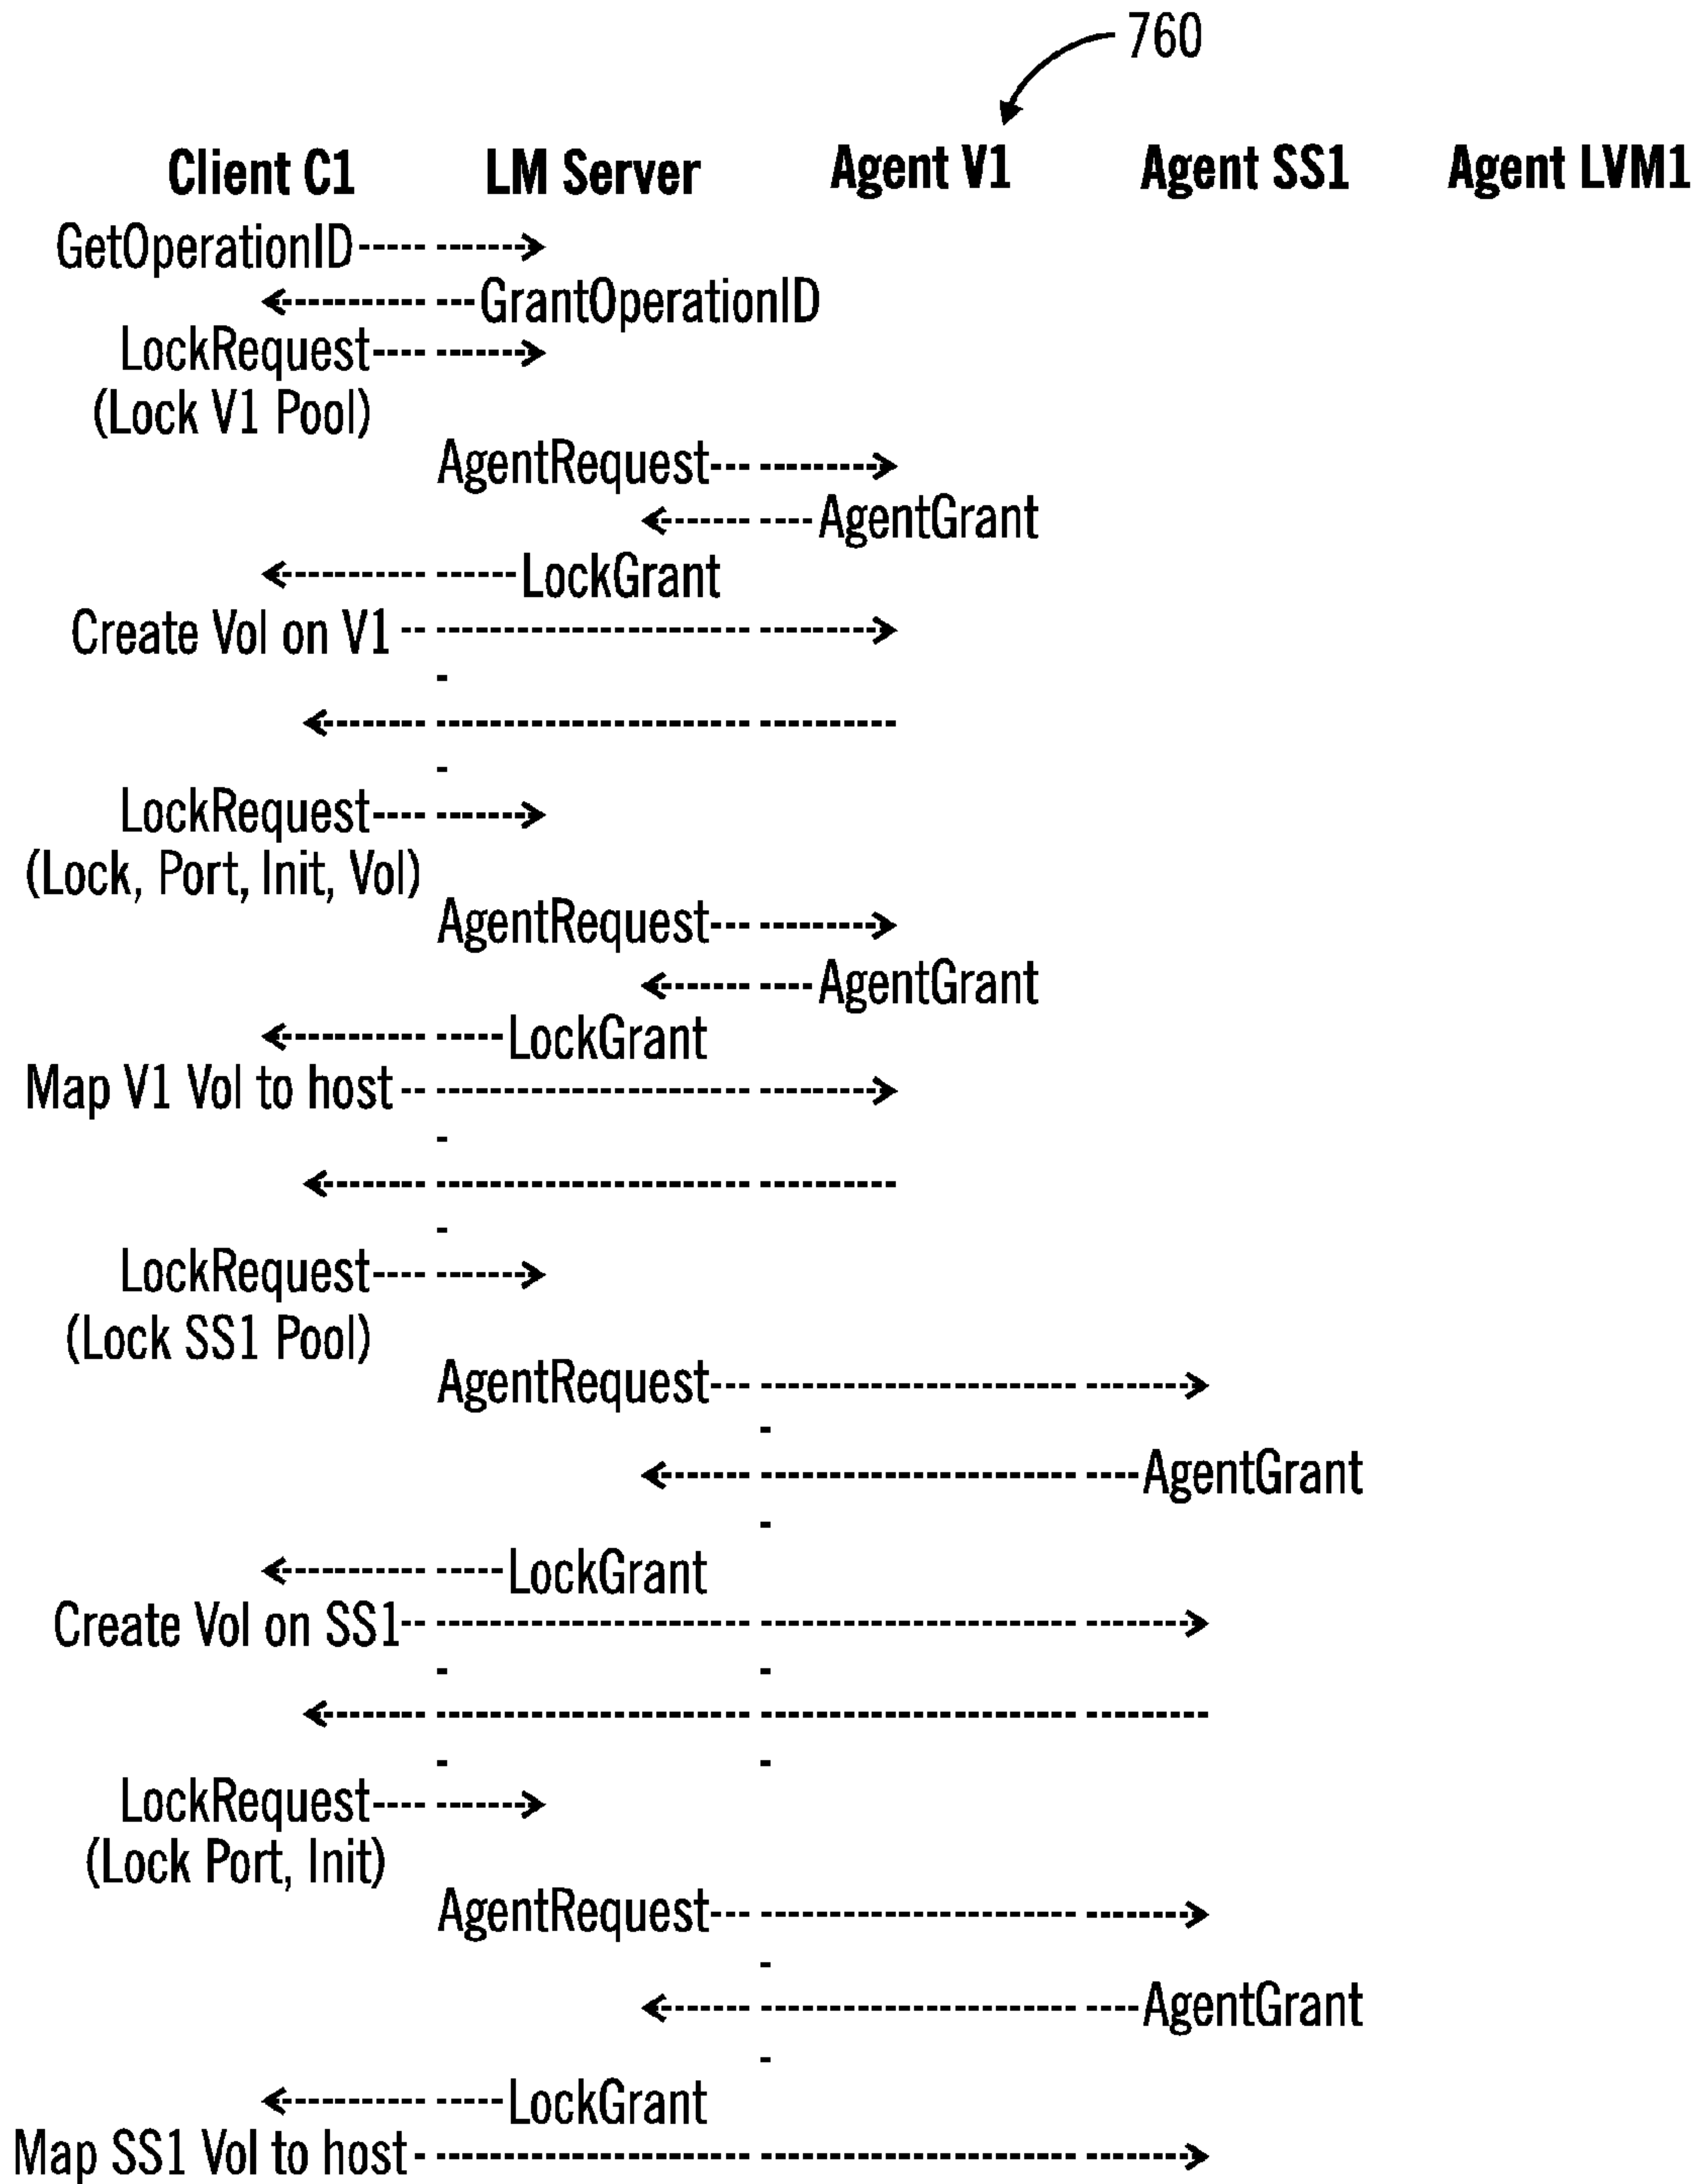 760
Client C1 LM Server Agent V1 Agent SS1 Agent LVM1
GetOperationID
GrantOperationID
LockRequest
(Lock V1 Pool)
AgentRequest
AgentGrant
LockGrant
Create Vol on V1
LockRequest
(Lock, Port, Init, Vol)
AgentRequest
AgentGrant
LockGrant
Map V1 Vol to host
LockRequest
(Lock SS1 Pool)
AgentRequest
AgentGrant
LockGrant
Create Vol on SS1
LockRequest
(Lock Port, Init)
AgentRequest
AgentGrant
LockGrant
Map SS1 Vol to host